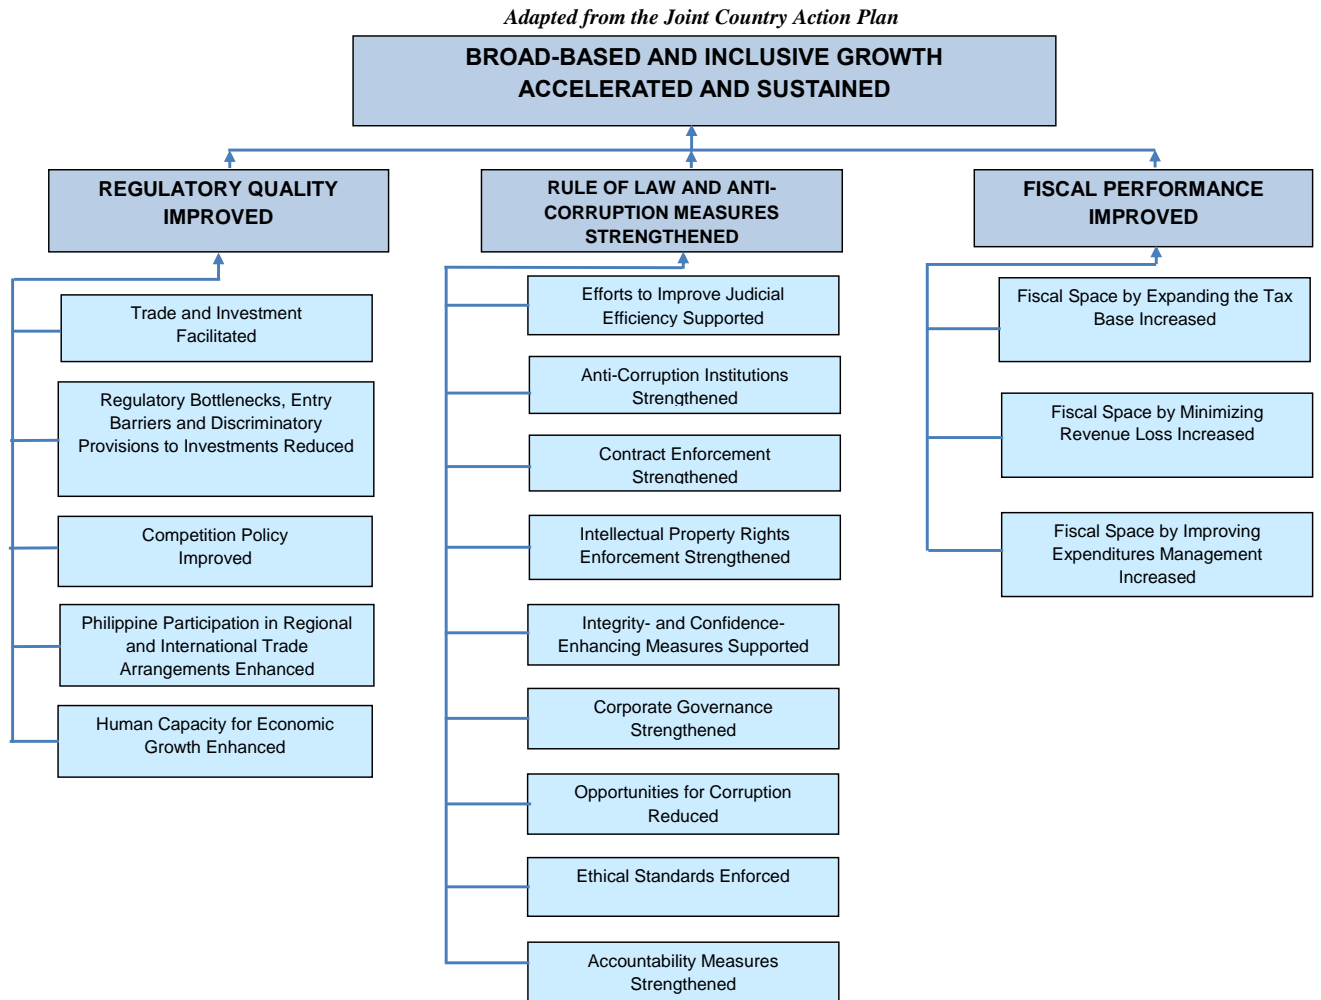 Adapted from the Joint Country Action Plan
BROAD-BASED AND INCLUSIVE GROWTH
ACCELERATED AND SUSTAINED
REGULATORY QUALITY
IMPROVED
Trade and Investment
Facilitated
Regulatory Bottlenecks, Entry
Barriers and Discriminatory
Provisions to Investments Reduced
Competition Policy
Improved
Philippine Participation in Regional
and International Trade
Arrangements Enhanced
Human Capacity for Economic
Growth Enhanced
RULE OF LAW AND ANTI-
CORRUPTION MEASURES
STRENGTHENED
Efforts to Improve Judicial
Efficiency Supported
Anti-Corruption Institutions
Strengthened
Contract Enforcement
Strengthened
Intellectual Property Rights
Enforcement Strengthened
Integrity- and Confidence-
Enhancing Measures Supported
Corporate Governance
Strengthened
Opportunities for Corruption
Reduced
Ethical Standards Enforced
Accountability Measures
Strengthened
FISCAL PERFORMANCE
IMPROVED
Fiscal Space by Expanding the Tax
Base Increased
Fiscal Space by Minimizing
Revenue Loss Increased
Fiscal Space by Improving
Expenditures Management
Increased